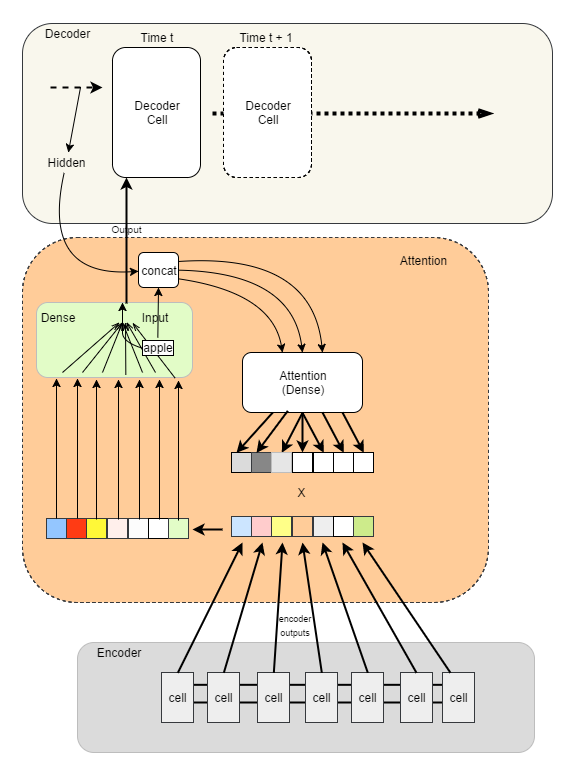 Decoder
Time t
Time t + 1
Decoder
Cell
Decoder
Cell
Hidden
Output
Attention
concat
Dense
Input
apple
Attention
(Dense)
X
encoder
outputs
Encoder
cell
cell
cell
cell
cell
cell
cell